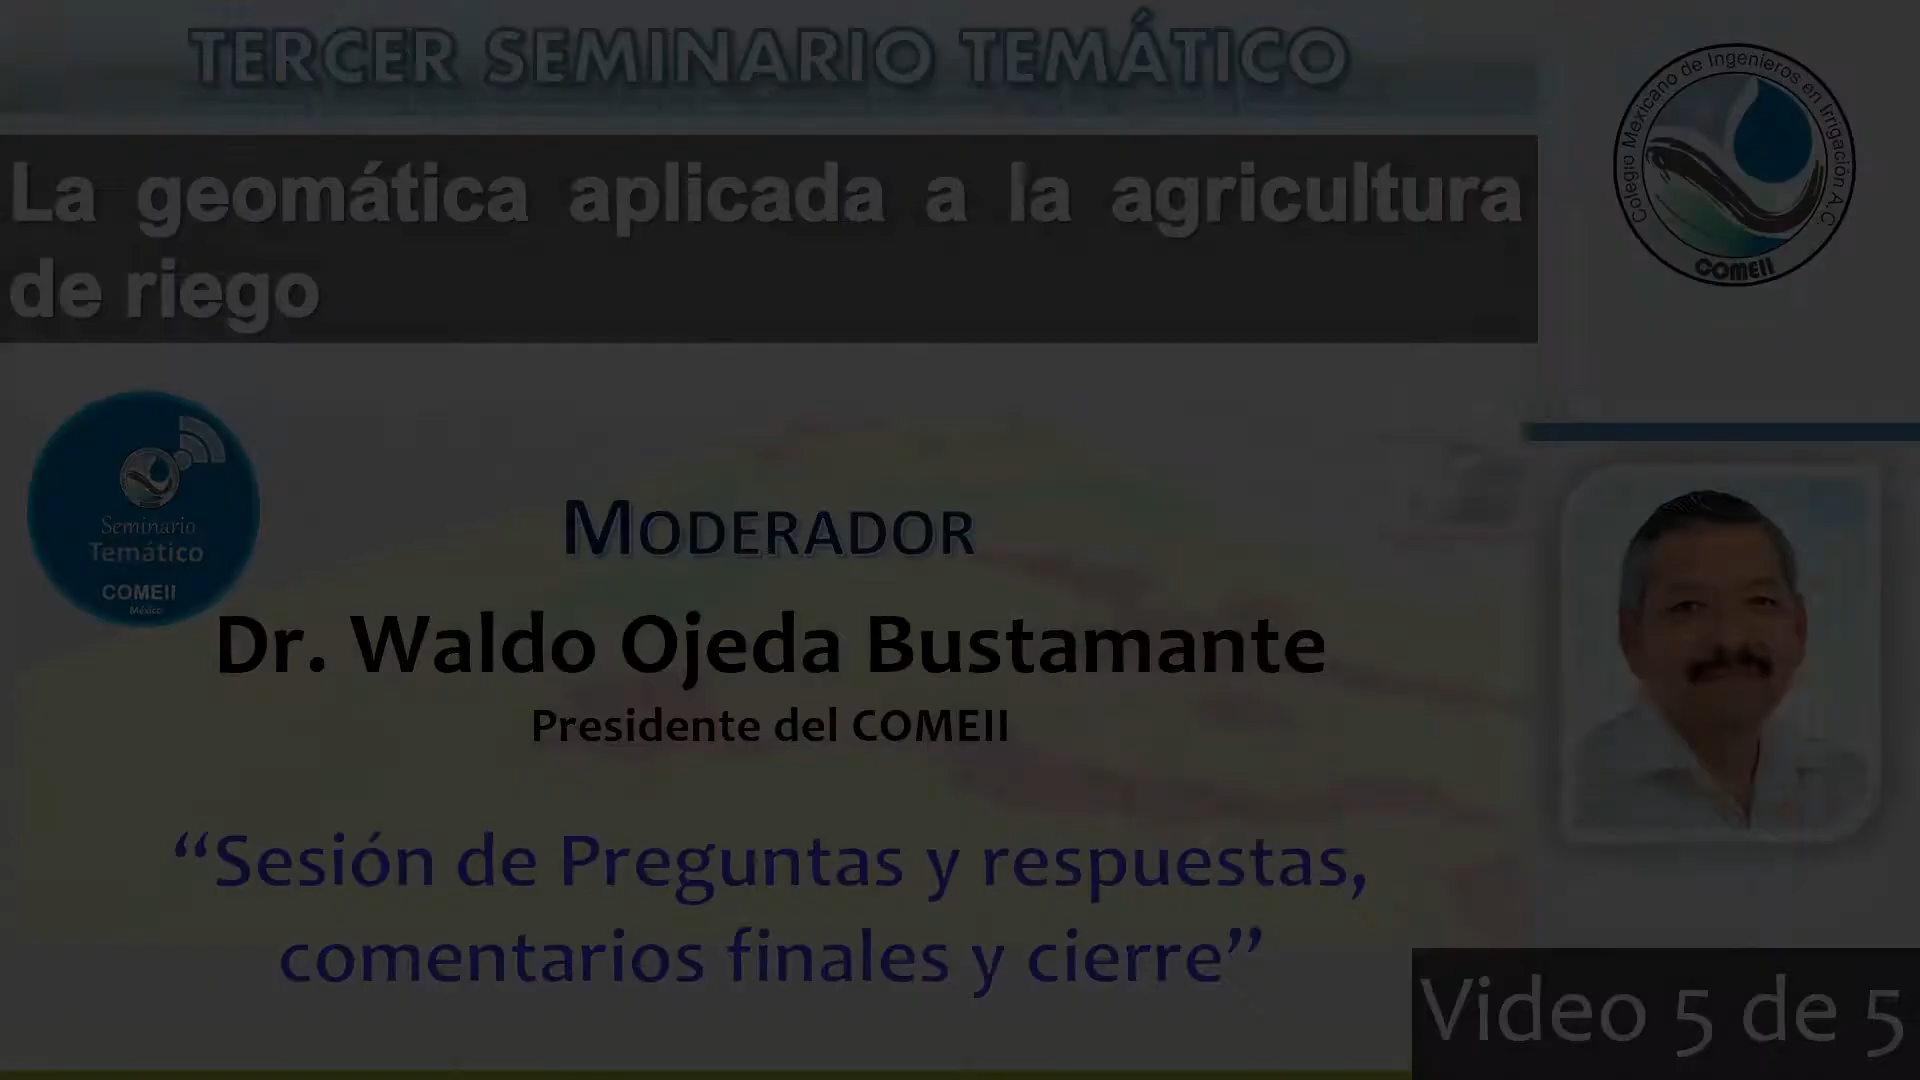 TERCER SEMINARIO TEMÁTICO
La geomática aplicada a la agricultura
de riego
Colegio Mexicano de Ingenieros en Irrigación A.C.
COMEII
Seminario
Temático
COMEII
México
MODERADOR
Dr. Waldo Ojeda Bustamante
Presidente del COMEII
“Sesión de Preguntas y respuestas,
comentarios finales y cierre”
Video 5 de 5